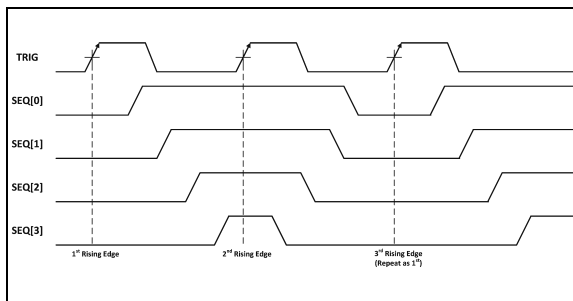 TRIG
SEQ[0]
SEQ[1]
SEQ[2]
SEQ[3]
1st Rising Edge
2nd Rising Edge
3rd Rising Edge
(Repeat as 1st)